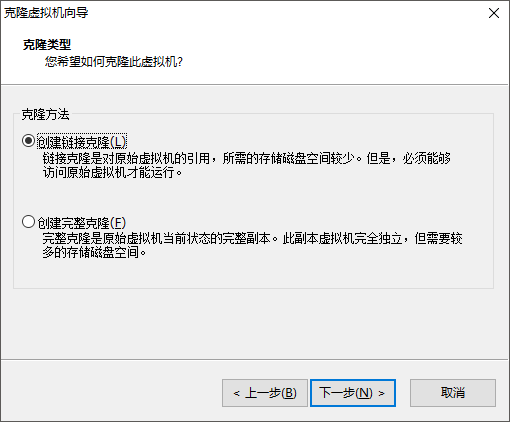 克隆虚拟机向导
克隆类型
您希望如何克隆此虚拟机?
克隆方法
创建链接克隆(L)
链接克隆是对原始虚拟机的引用，所需的存储磁盘空间较少。但是，必须能够
访问原始虚拟机才能运行。
创建完整克隆(F)
完整克隆是原始虚拟机当前状态的完整副本。此副本虚拟机完全独立，但需要较
多的存储磁盘空间。
< 上一步(B) 下一步(N) > 取消